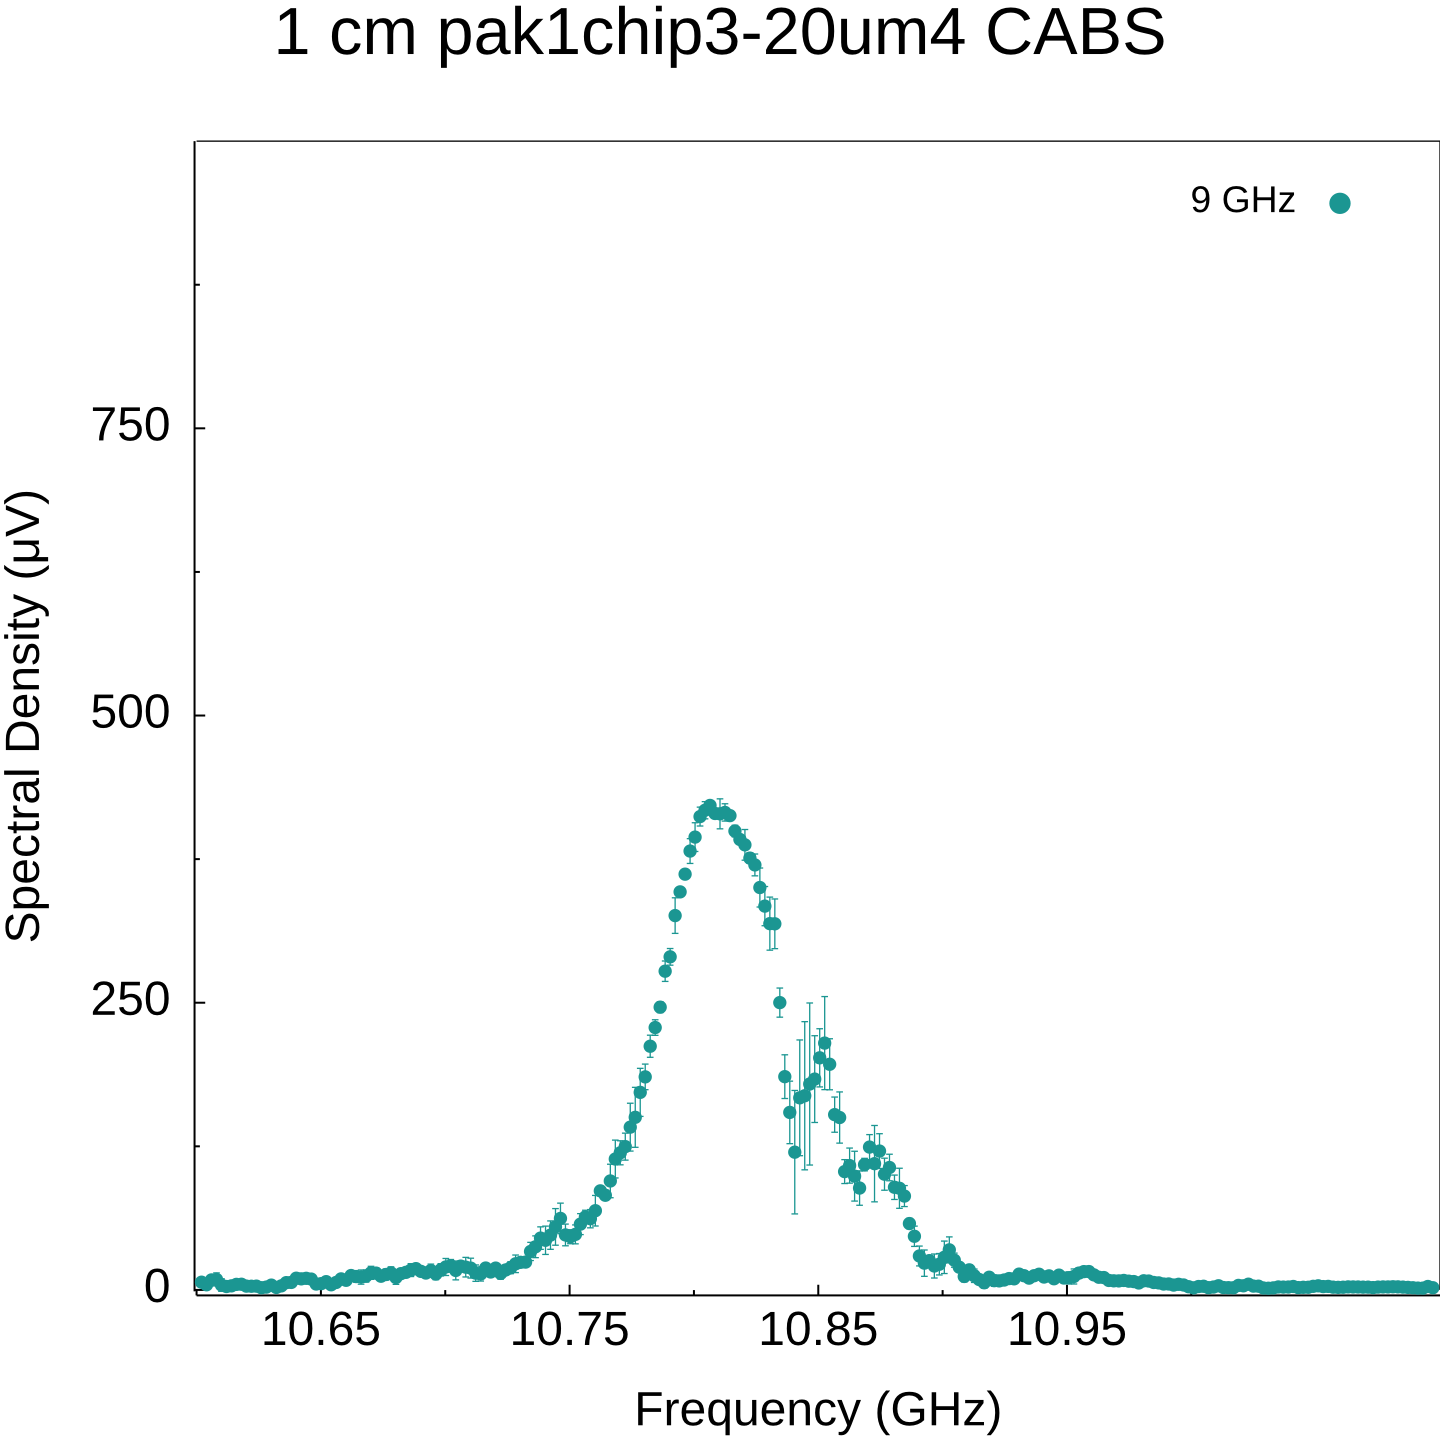 1 cm pak1chip3-20um4 CABS
9 GHz
750
500
250
0
Spectral Density (μV)
10.65
10.75
10.85
10.95
Frequency (GHz)